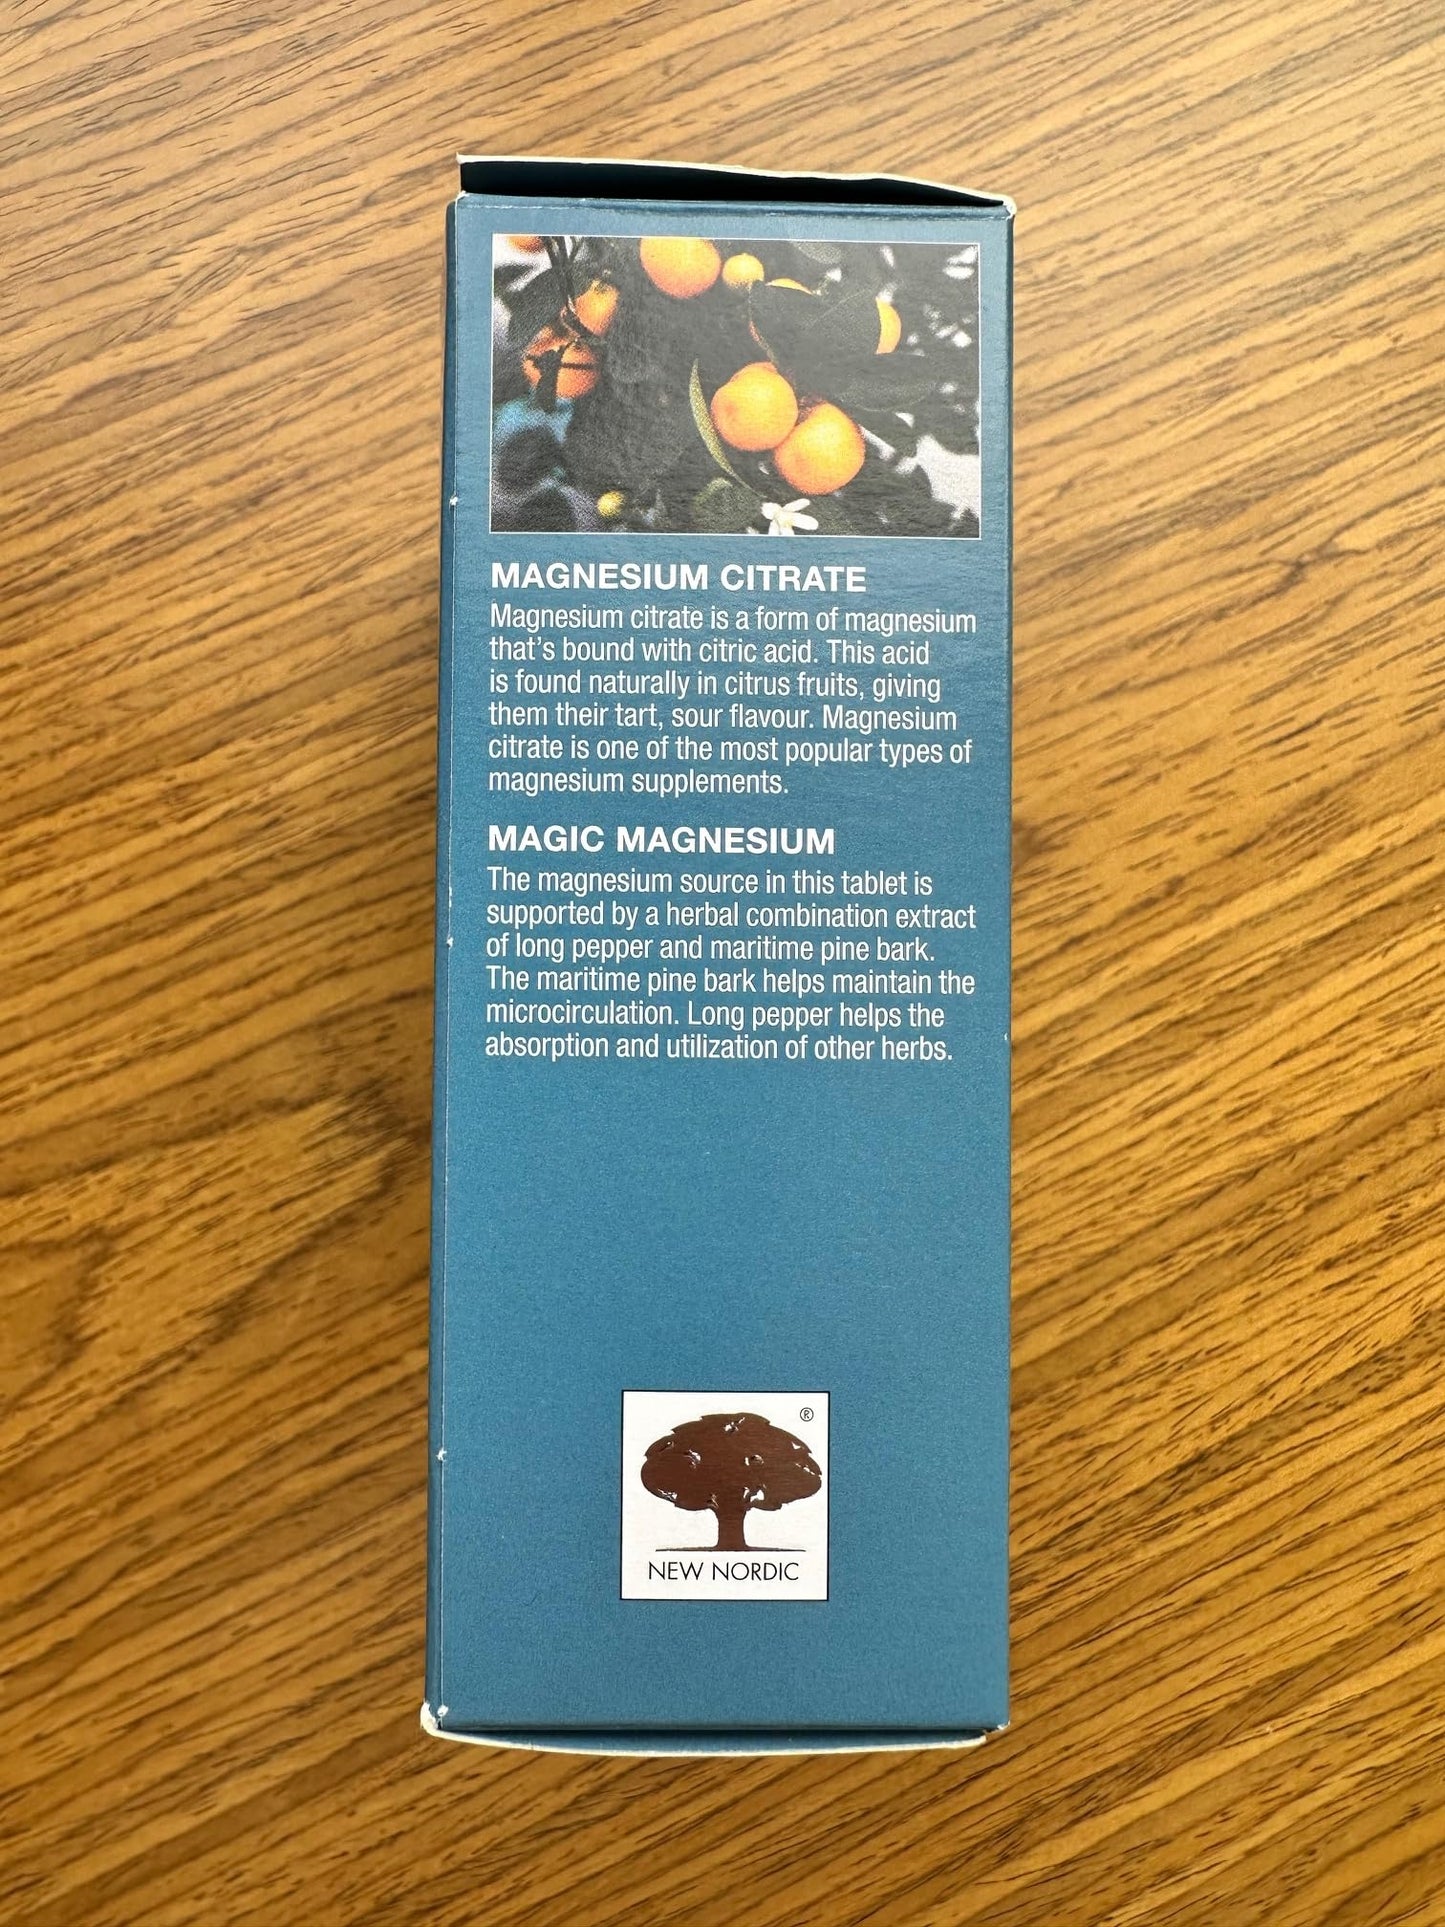 MAGNESIUM CITRATE
Magnesium citrate is a form of magnesium
that's bound with citric acid. This acid
is found naturally in citrus fruits, giving
them their tart, sour flavour. Magnesium
citrate is one of the most popular types of
magnesium supplements.
MAGIC MAGNESIUM
The magnesium source in this tablet is
supported by a herbal combination extract
of long pepper and maritime pine bark.
The maritime pine bark helps maintain the
microcirculation. Long pepper helps the
absorption and utilization of other herbs.
®
NEW NORDIC